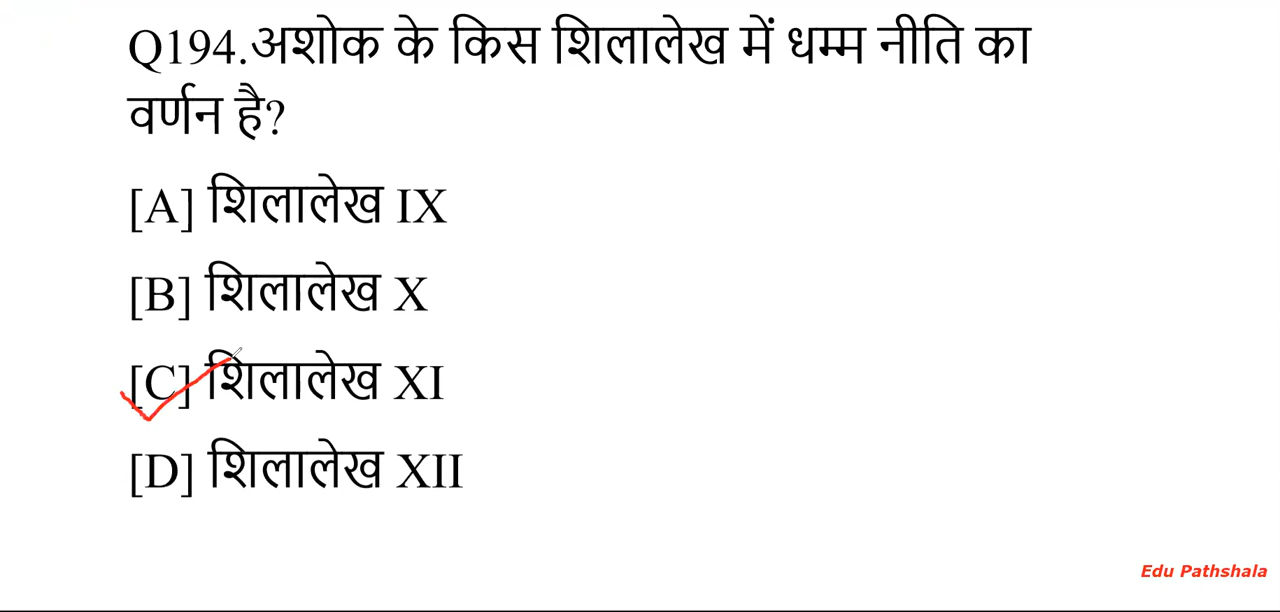 Q194.अशोक के किस शिलालेख में धम्म नीति का
वर्णन है?
[A] शिलालेख IX
[B] शिलालेख X
[C] शिलालेख XI
[D] शिलालेख XII
Edu Pathshala